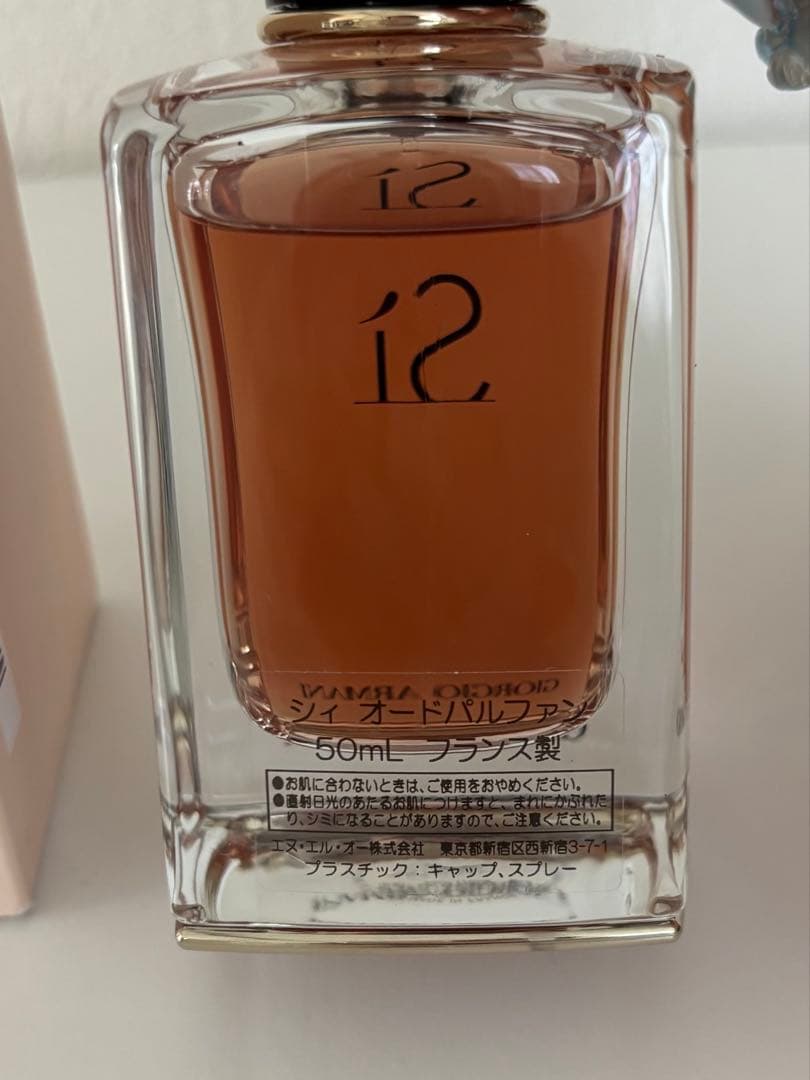 Sì
Sì
GIORGIO ARMANI
シィ オードパルファン
50mL フランス製
●お肌に合わないときは、ご使用をおやめください。
●直射日光のあたるお肌につけますと、まれにかぶれた
り、シミになることがありますので、ご注意ください。
エヌ・エル・オー株式会社 東京都新宿区西新宿3-7-1
プラスチック：キャップ、スプレー